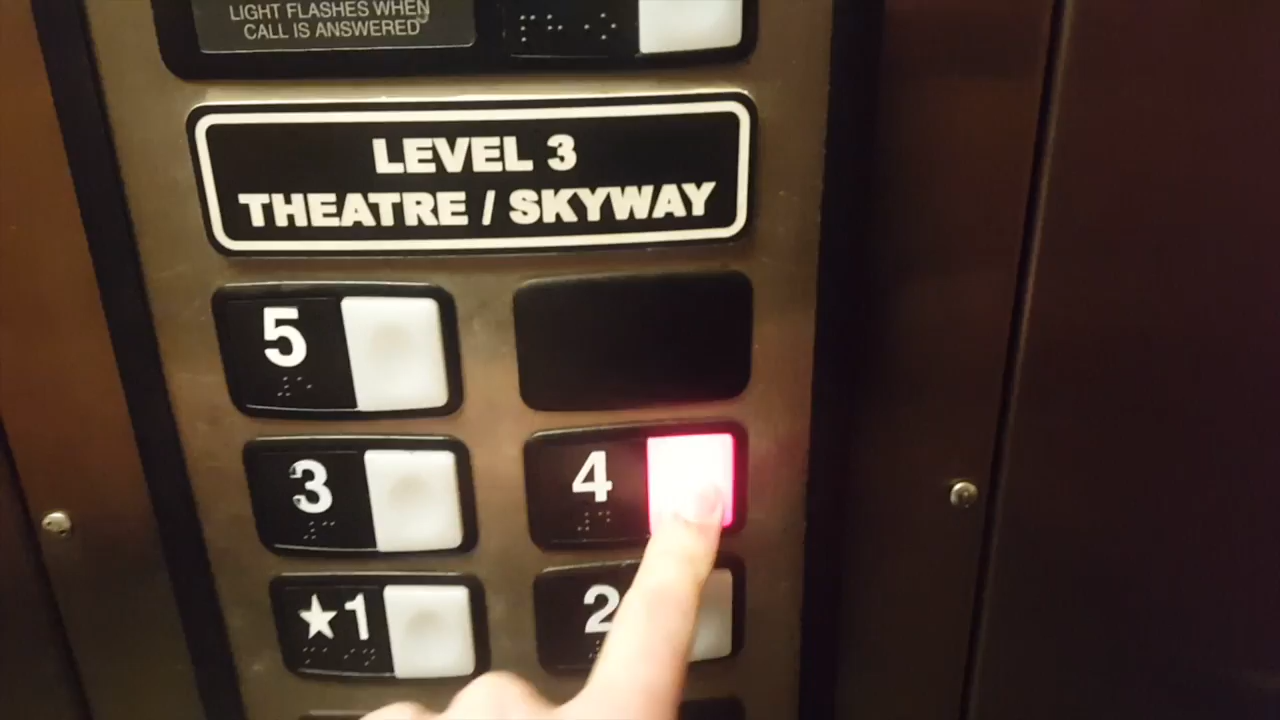 LIGHT FLASHES WHEN
CALL IS ANSWERED
LEVEL 3
THEATRE / SKYWAY
5
3
4
★1
2